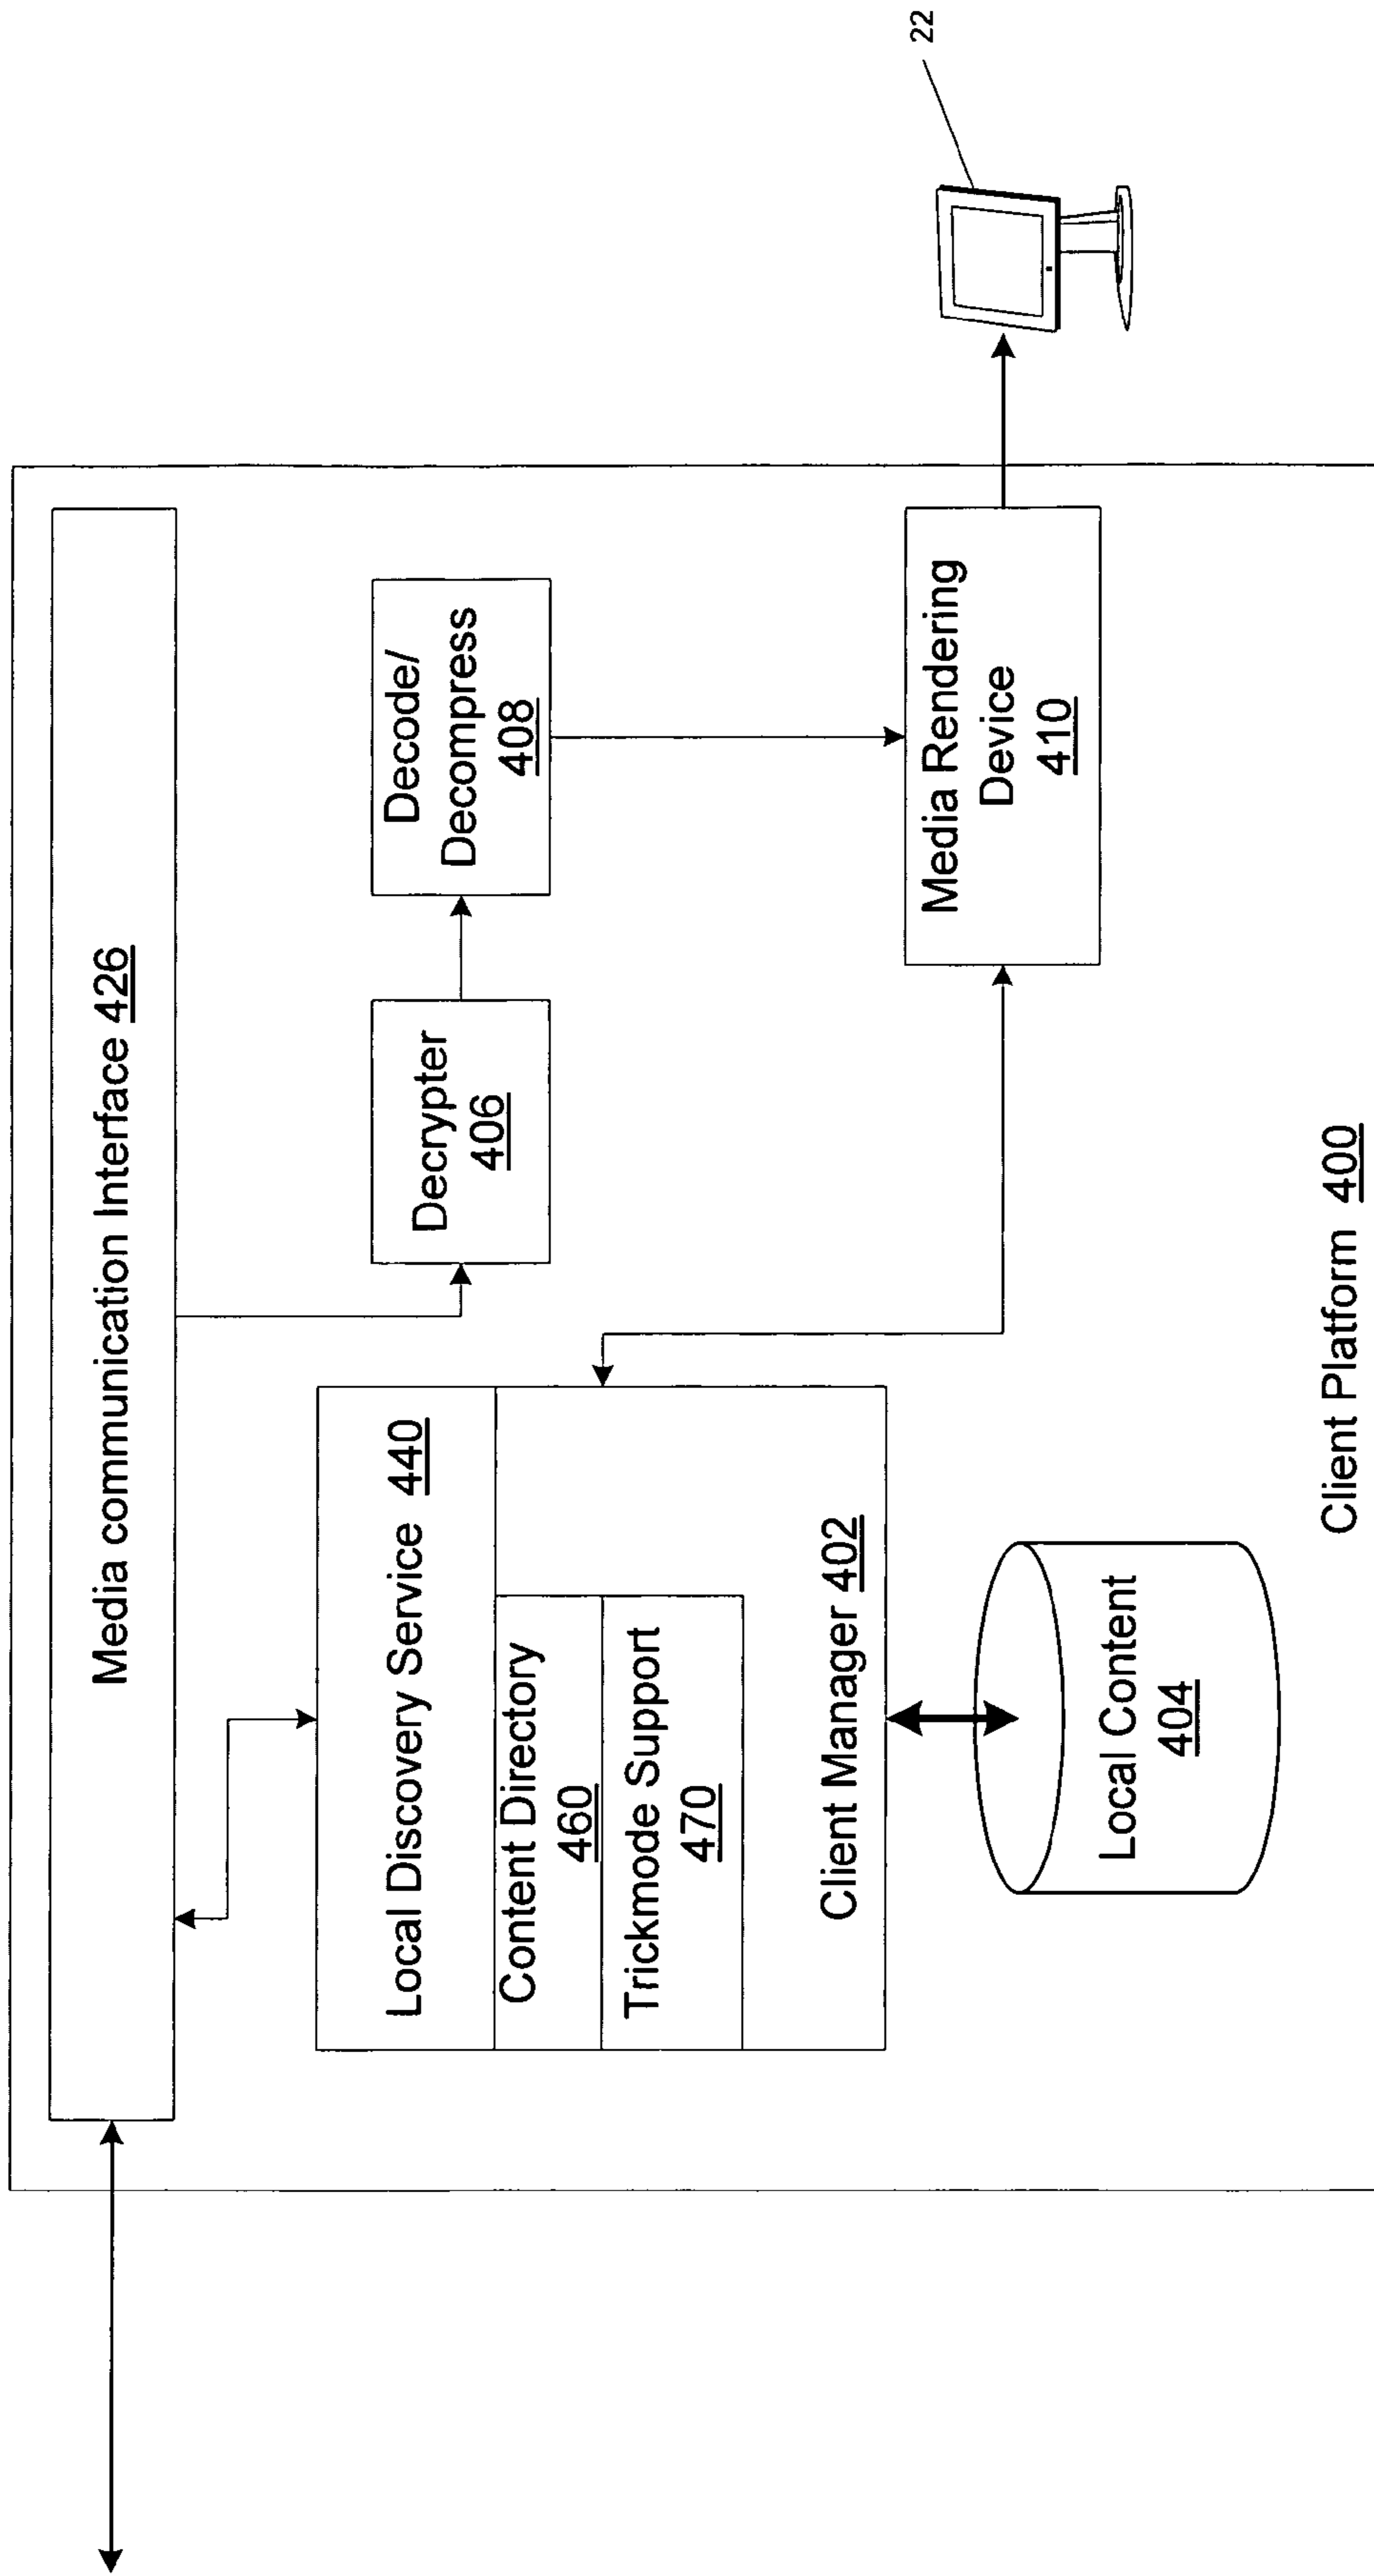 Media communication Interface 426
Local Discovery Service 440
Content Directory
460
Trickmode Support
470
Client Manager 402
Local Content
404
Decrypter
406
Decode/
Decompress
408
Media Rendering
Device
410
22
Client Platform 400